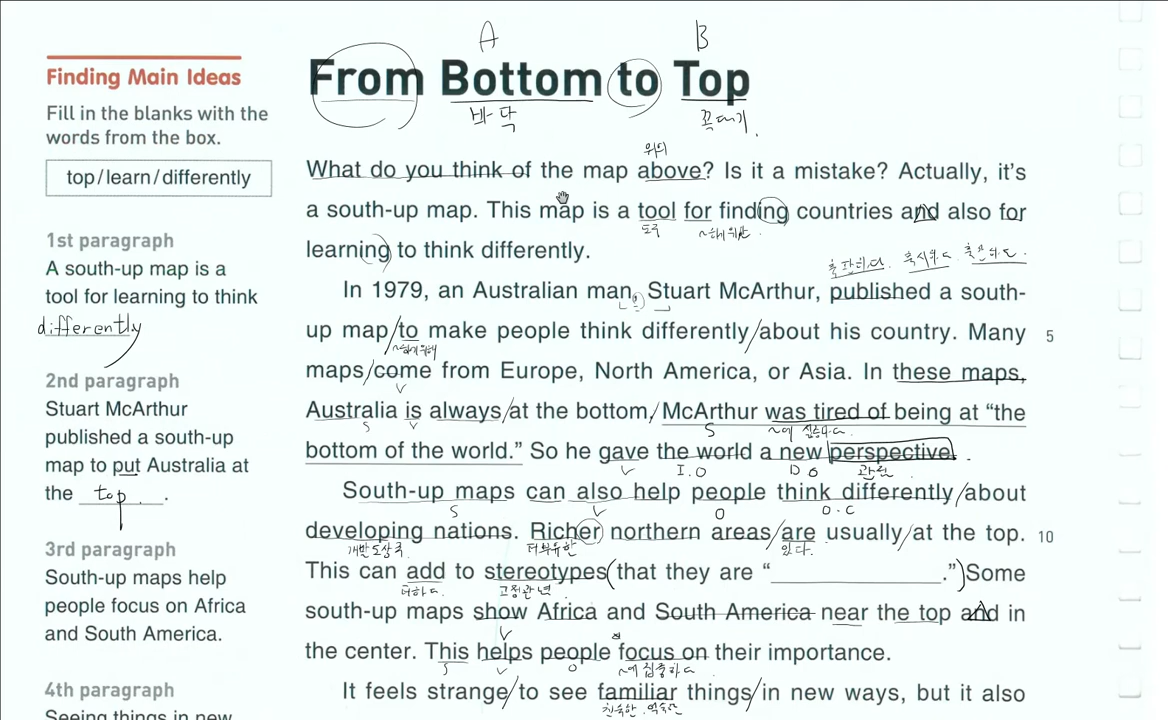 A B
From Bottom to Top
바닥 꼭대기
Finding Main Ideas
Fill in the blanks with the
words from the box.
top/learn/differently
1st paragraph
A south-up map is a
tool for learning to think
differently
2nd paragraph
Stuart McArthur
published a south-up
map to put Australia at
the top.
3rd paragraph
South-up maps help
people focus on Africa
and South America.
4th paragraph
Seeing things in new
위의
What do you think of the map above? Is it a mistake? Actually, it's
a south-up map. This map is a tool for finding countries and also for
도구 ~하기 위한
learning to think differently.
출판하다
In 1979, an Australian man, Stuart McArthur, published a south-
up map/to make people think differently/about his country. Many 5
~하기 위해
maps/come from Europe, North America, or Asia. In these maps,
V
Australia is always/at the bottom/McArthur was tired of being at "the
S V S
bottom of the world." So he gave the world a new perspective.
V I.O D O
South-up maps can also help people think differently/about
S V O O.C
developing nations. Richer northern areas/are usually/at the top. 10
개발도상국 더 부유한 있다.
This can add to stereotypes(that they are "____.")Some
더하다 고정관념
south-up maps show Africa and South America near the top and in
V
the center. This helps people focus on their importance.
S V O ~에 집중하다
It feels strange/to see familiar things/in new ways, but it also
친숙한 익숙한